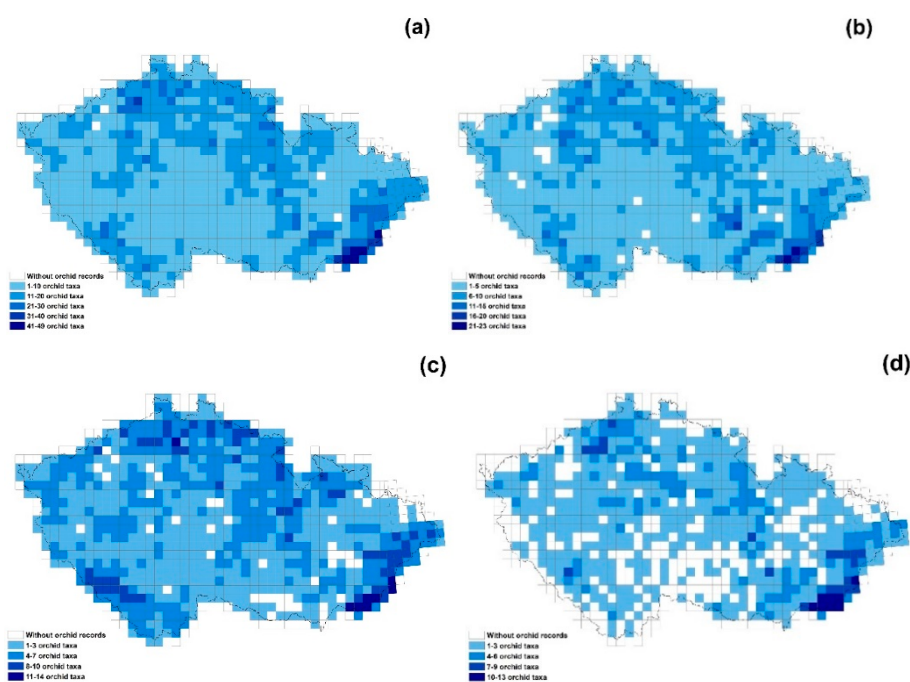 (a)
(b)
Without orchid records
1-10 orchid taxa
11-20 orchid taxa
21-30 orchid taxa
31-40 orchid taxa
41-49 orchid taxa
Without orchid records
1-5 orchid taxa
6-10 orchid taxa
11-15 orchid taxa
16-20 orchid taxa
21-23 orchid taxa
(c)
(d)
Without orchid records
1-3 orchid taxa
4-7 orchid taxa
8-10 orchid taxa
11-14 orchid taxa
Without orchid records
1-3 orchid taxa
4-6 orchid taxa
7-9 orchid taxa
10-13 orchid taxa